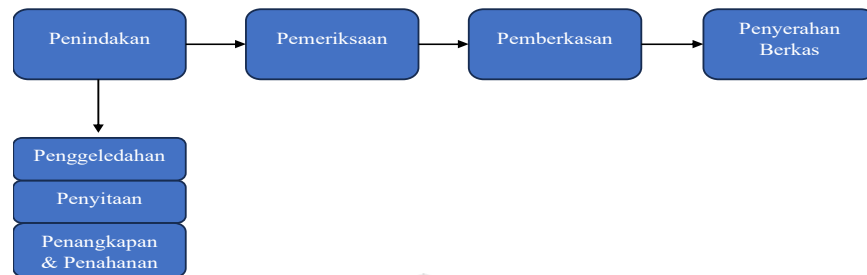 Penindakan
Pemeriksaan
Pemberkasan
Penyerahan
Berkas
Penggeledahan
Penyitaan
Penangkapan
& Penahanan